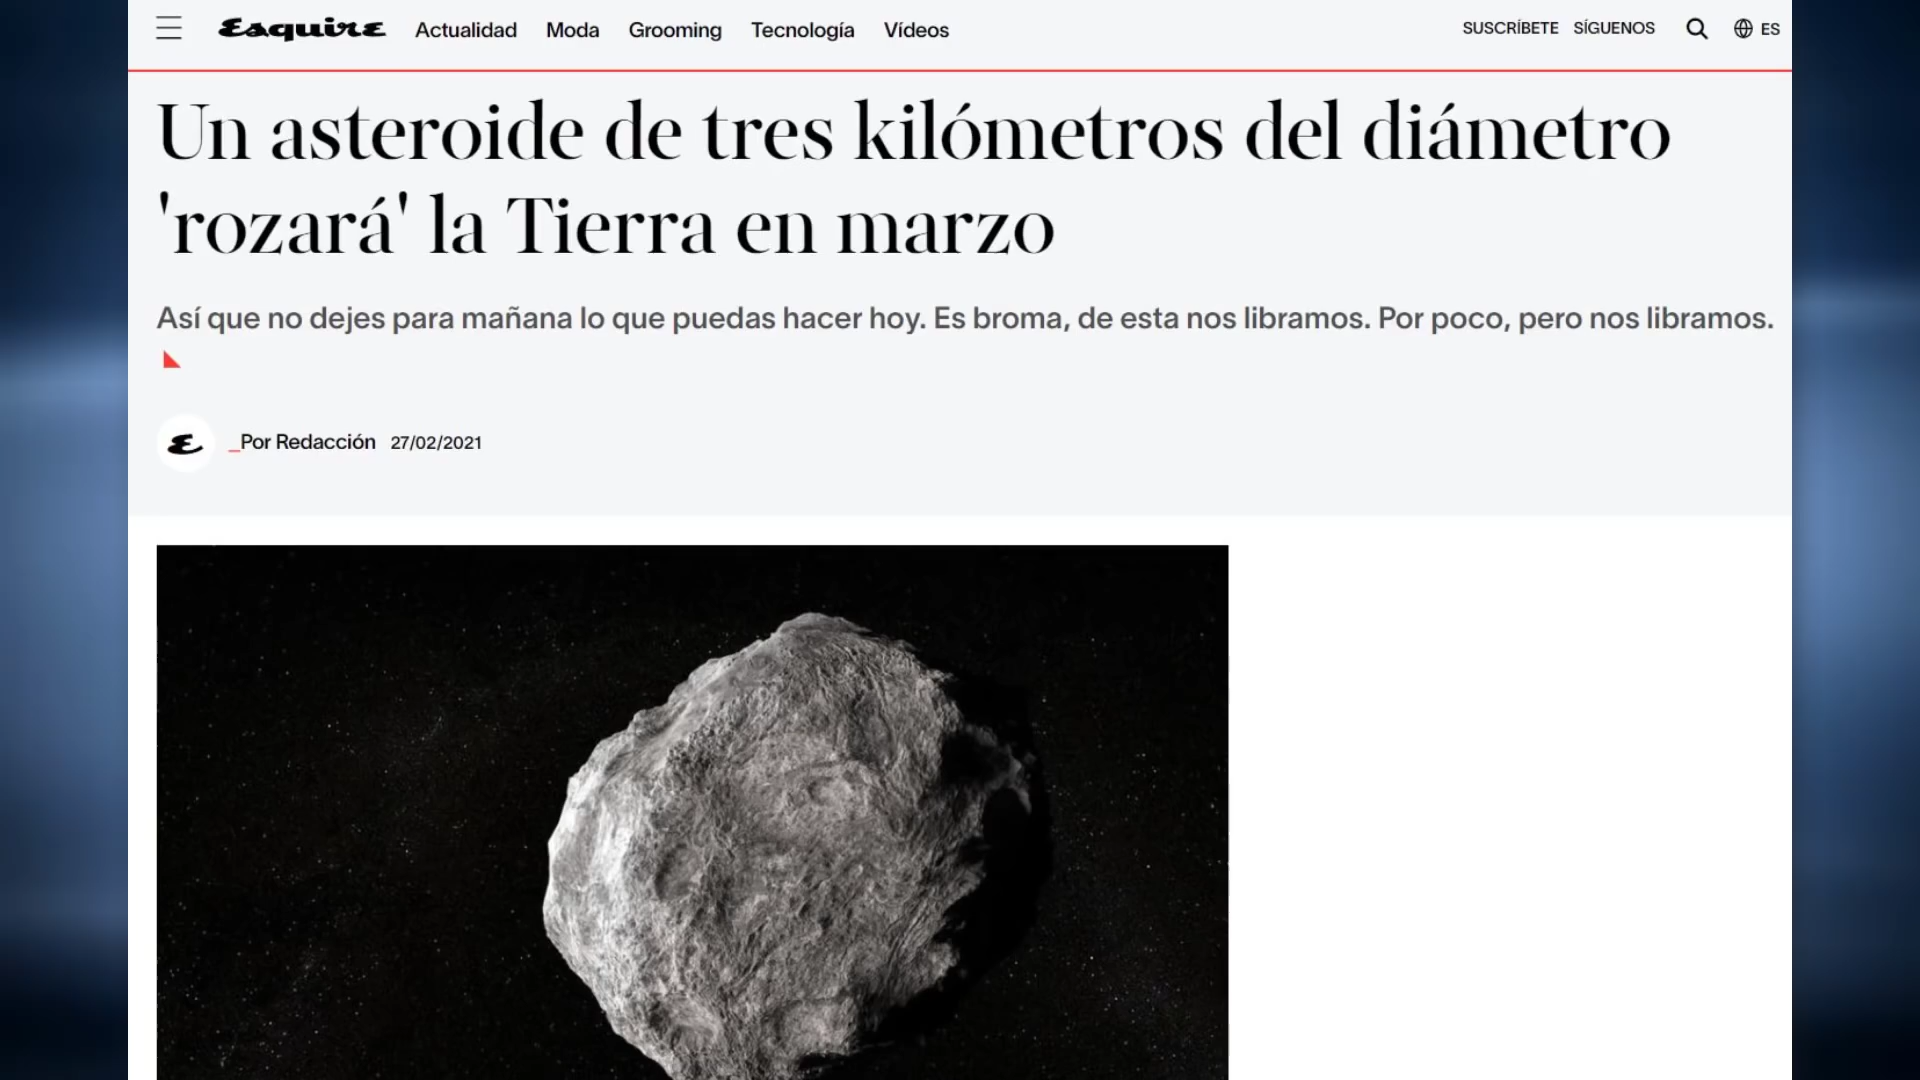 Esquire Actualidad Moda Grooming Tecnología Vídeos SUSCRÍBETE SÍGUENOS ES
Un asteroide de tres kilómetros del diámetro
'rozará' la Tierra en marzo
Así que no dejes para mañana lo que puedas hacer hoy. Es broma, de esta nos libramos. Por poco, pero nos libramos.
E _Por Redacción 27/02/2021